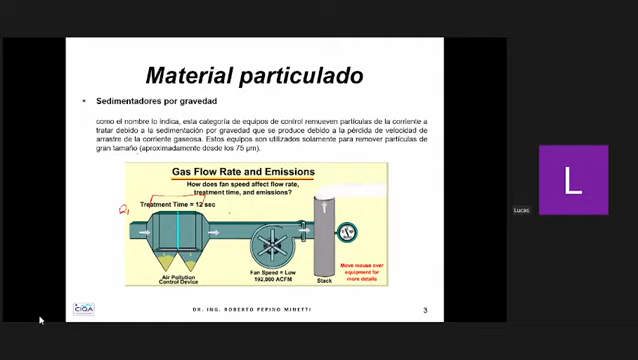 Material particulado
• Sedimentadores por gravedad
como el nombre lo indica, esta categoría de equipos de control remueven partículas de la corriente a
tratar debido a la sedimentación por gravedad que se produce debido a la pérdida de velocidad de
arrastre de la corriente gaseosa. Estos equipos son utilizados solamente para remover partículas de
gran tamaño (aproximadamente desde los 75 μm).
Gas Flow Rate and Emissions
How does fan speed affect flow rate,
treatment time, and emissions?
Treatment Time = 12 sec
Air Pollution
Control Device
Fan Speed = Low
192,000 ACFM
Stack
Move mouse over
equipment for
more details
CIQA
DR. ING. ROBERTO PEPINO MINETTI
3
L
Lucas